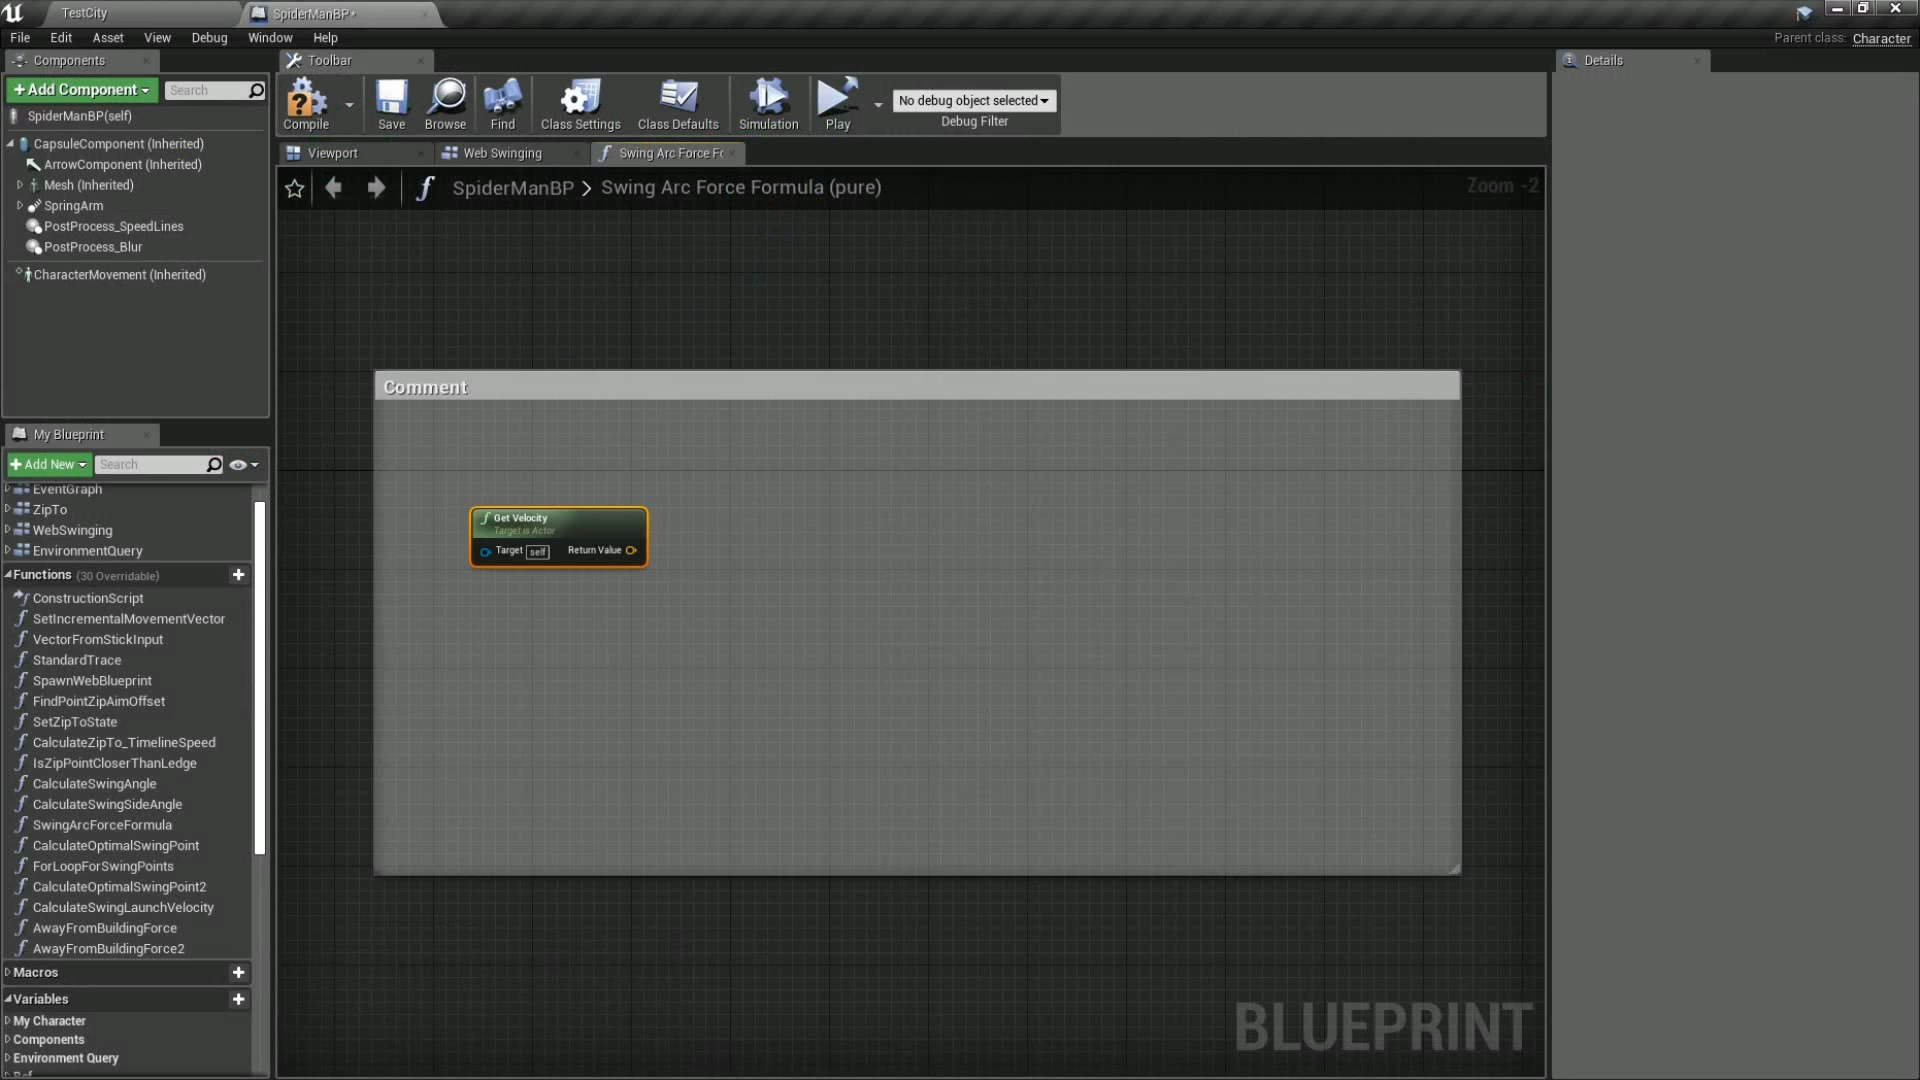 TestCity
SpiderManBP*
File Edit Asset View Debug Window Help
Parent class: Character
Components
Toolbar
Details
+Add Component
Search
Compile
Save
Browse
Find
Class Settings
Class Defaults
Simulation
Play
No debug object selected
Debug Filter
SpiderManBP(self)
CapsuleComponent (Inherited)
ArrowComponent (Inherited)
Mesh (Inherited)
SpringArm
PostProcess_SpeedLines
PostProcess_Blur
CharacterMovement (Inherited)
Viewport
Web Swinging
Swing Arc Force Fo
SpiderManBP > Swing Arc Force Formula (pure)
Zoom -2
Comment
Get Velocity
Target is Actor
Target self Return Value
My Blueprint
+Add New
Search
EventGraph
ZipTo
WebSwinging
EnvironmentQuery
Functions (30 Overridable)
ConstructionScript
SetIncrementalMovementVector
VectorFromStickInput
StandardTrace
SpawnWebBlueprint
FindPointZipAimOffset
SetZipToState
CalculateZipTo_TimelineSpeed
IsZipPointCloserThanLedge
CalculateSwingAngle
CalculateSwingSideAngle
SwingArcForceFormula
CalculateOptimalSwingPoint
ForLoopForSwingPoints
CalculateOptimalSwingPoint2
CalculateSwingLaunchVelocity
AwayFromBuildingForce
AwayFromBuildingForce2
Macros
Variables
My Character
Components
Environment Query
BLUEPRINT